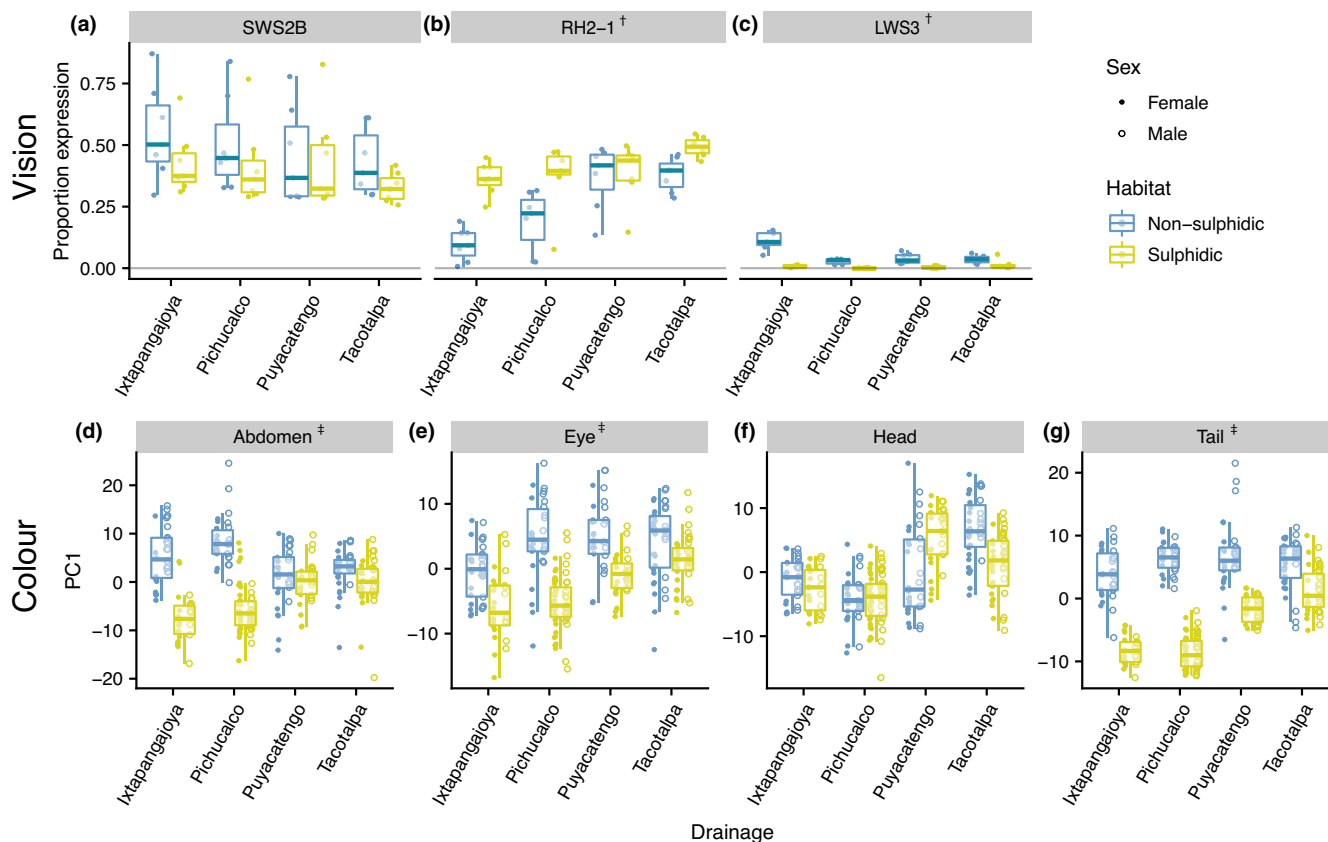 (a) SWS2B
(b) RH2−1 †
(c) LWS3 †
Vision
Proportion expression
0.75
0.50
0.25
0.00
Ixtapangajoya
Pichucalco
Puyacatengo
Tacotalpa
Ixtapangajoya
Pichucalco
Puyacatengo
Tacotalpa
Ixtapangajoya
Pichucalco
Puyacatengo
Tacotalpa
Sex
Female
Male
Habitat
Non−sulphidic
Sulphidic
(d) Abdomen ‡
(e) Eye ‡
(f) Head
(g) Tail ‡
Colour
PC1
20
10
0
−10
−20
10
0
−10
10
0
−10
20
10
0
−10
Ixtapangajoya
Pichucalco
Puyacatengo
Tacotalpa
Ixtapangajoya
Pichucalco
Puyacatengo
Tacotalpa
Ixtapangajoya
Pichucalco
Puyacatengo
Tacotalpa
Ixtapangajoya
Pichucalco
Puyacatengo
Tacotalpa
Drainage